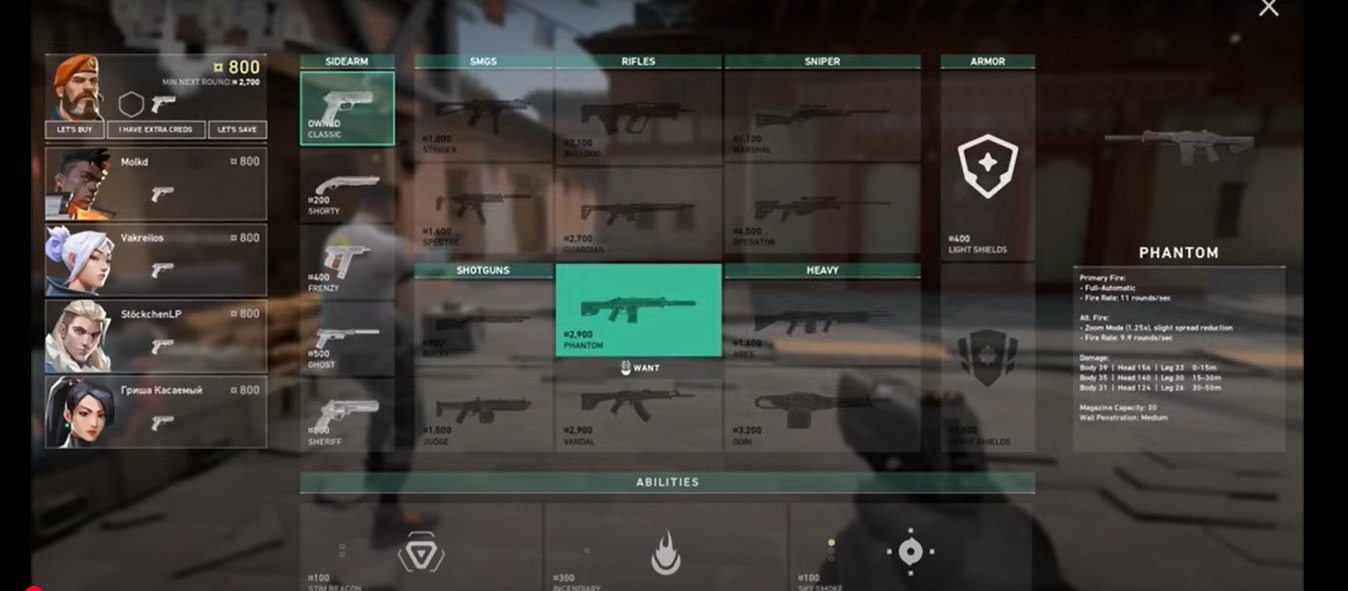 ¤ 800
MIN NEXT ROUND: ¤ 2,700
LET'S BUY
I HAVE EXTRA CREDS
LET'S SAVE
Molkd
¤ 800
Vakreilos
¤ 800
StöckchenLP
¤ 800
Гриша Касаемый
¤ 800
SIDEARM
OWNED
CLASSIC
¤200
SHORTY
¤400
FRENZY
¤500
GHOST
¤800
SHERIFF
SMGS
¤1,000
STINGER
¤1,600
SPECTRE
SHOTGUNS
BUCKY
¤1,500
JUDGE
RIFLES
¤2,100
BULLDOG
¤2,700
GUARDIAN
¤2,900
PHANTOM
WANT
¤2,900
VANDAL
SNIPER
¤1,100
MARSHAL
¤4,500
OPERATOR
HEAVY
¤1,600
ARES
¤3,200
ODIN
ARMOR
¤400
LIGHT SHIELDS
¤1,000
HEAVY SHIELDS
PHANTOM
Primary Fire:
- Full-Automatic
- Fire Rate: 11 rounds/sec
Alt. Fire:
- Zoom Mode (1.25x), slight spread reduction
- Fire Rate: 9.9 rounds/sec
Damage:
Body 39 | Head 156 | Leg 33 0-15m
Body 35 | Head 140 | Leg 30 15-30m
Body 31 | Head 124 | Leg 26 30-50m
Magazine Capacity: 30
Wall Penetration: Medium
ABILITIES
¤100
STIM BEACON
¤300
INCENDIARY
¤100
SKY SMOKE